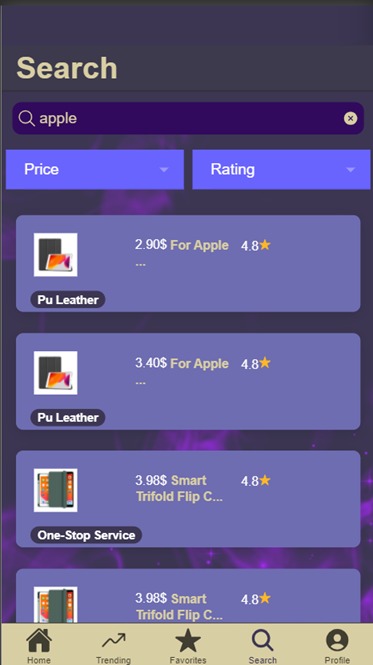 Search
apple
Price
Rating
2.90$ For Apple
...
4.8
Pu Leather
3.40$ For Apple
...
4.8
Pu Leather
3.98$ Smart
Trifold Flip C...
4.8
One-Stop Service
3.98$ Smart
Trifold Flip C...
4.8
Home
Trending
Favorites
Search
Profile